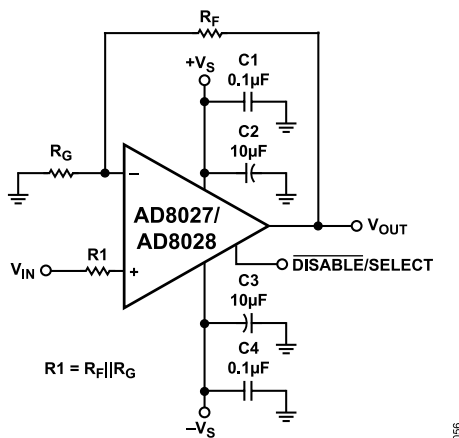 RF
+VS
C1
0.1µF
C2
10µF
RG
–
AD8027/
AD8028
VOUT
VIN
R1
+
DISABLE/SELECT
C3
10µF
R1 = RF||RG
C4
0.1µF
–VS